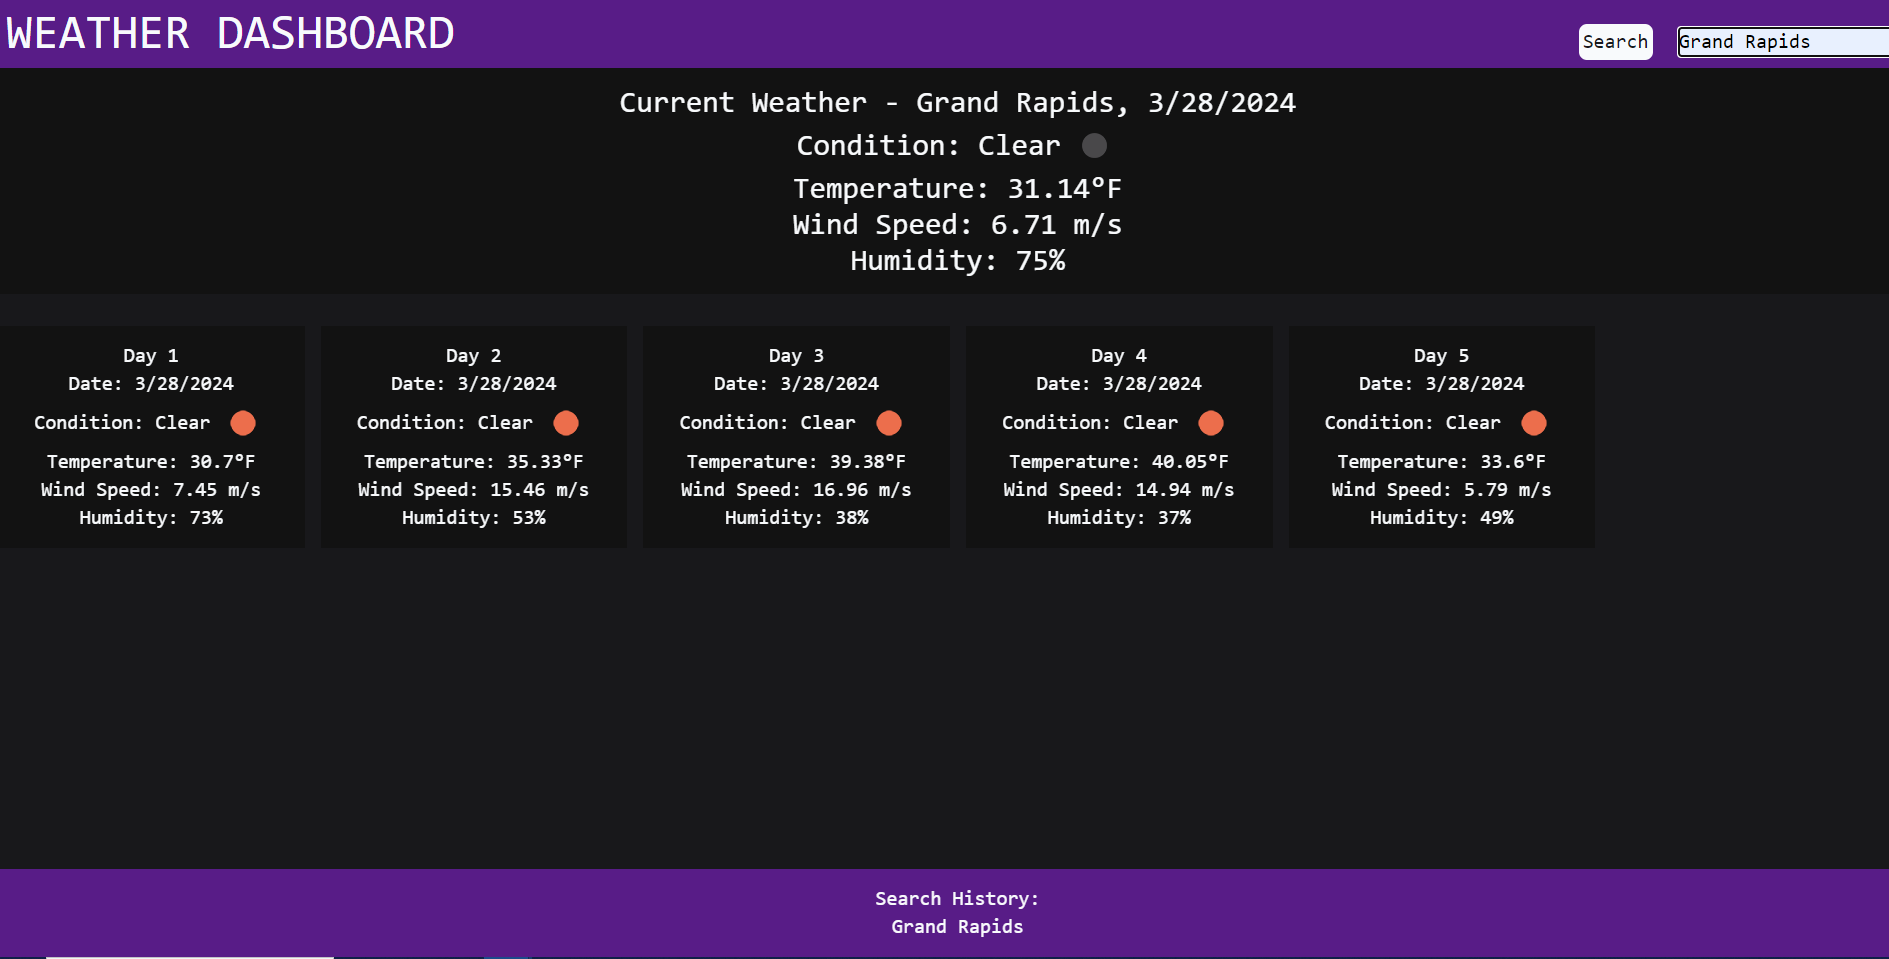 WEATHER DASHBOARD
Search
Grand Rapids
Current Weather - Grand Rapids, 3/28/2024
Condition: Clear
Temperature: 31.14°F
Wind Speed: 6.71 m/s
Humidity: 75%
Day 1
Date: 3/28/2024
Condition: Clear
Temperature: 30.7°F
Wind Speed: 7.45 m/s
Humidity: 73%
Day 2
Date: 3/28/2024
Condition: Clear
Temperature: 35.33°F
Wind Speed: 15.46 m/s
Humidity: 53%
Day 3
Date: 3/28/2024
Condition: Clear
Temperature: 39.38°F
Wind Speed: 16.96 m/s
Humidity: 38%
Day 4
Date: 3/28/2024
Condition: Clear
Temperature: 40.05°F
Wind Speed: 14.94 m/s
Humidity: 37%
Day 5
Date: 3/28/2024
Condition: Clear
Temperature: 33.6°F
Wind Speed: 5.79 m/s
Humidity: 49%
Search History:
Grand Rapids